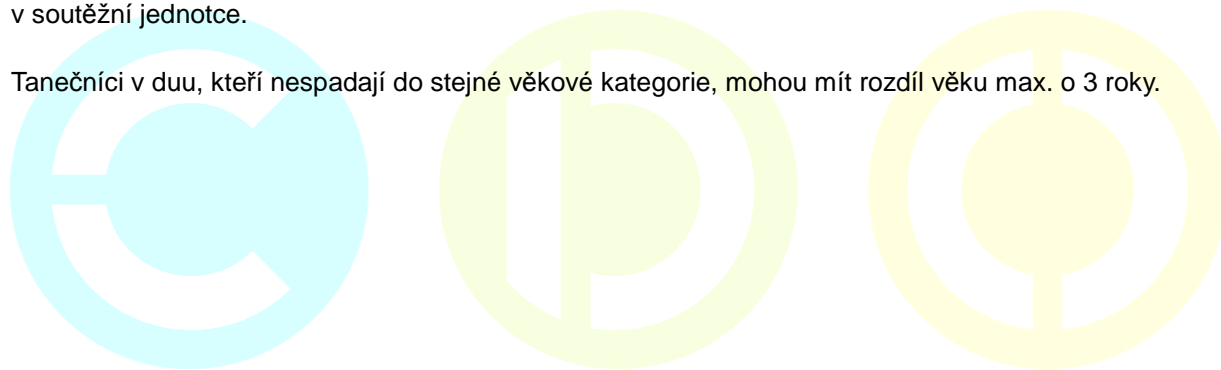 v soutěžní jednotce.
Tanečníci v duu, kteří nespadají do stejné věkové kategorie, mohou mít rozdíl věku max. o 3 roky.